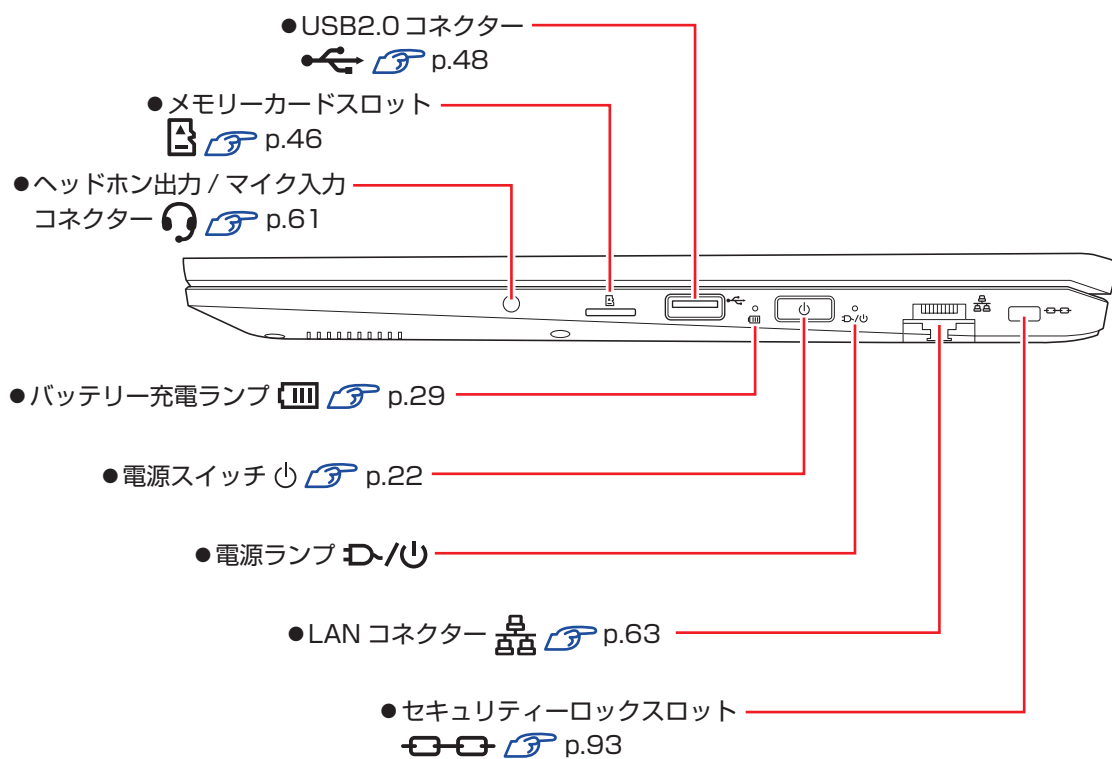 ●USB2.0 コネクター
p.48
●メモリーカードスロット
p.46
●ヘッドホン出力 / マイク入力
コネクター p.61
●バッテリー充電ランプ p.29
●電源スイッチ p.22
●電源ランプ
●LAN コネクター p.63
●セキュリティーロックスロット
p.93